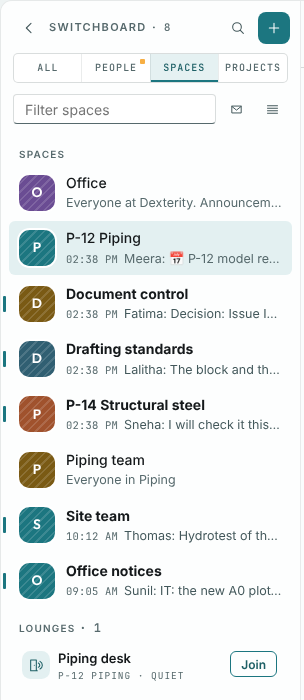 SWITCHBOARD · 8
ALL PEOPLE SPACES PROJECTS
Filter spaces
SPACES
O Office
Everyone at Dexterity. Announcem...
P P-12 Piping
02:38 PM Meera: 📅 P-12 model re...
D Document control
02:38 PM Fatima: Decision: Issue I...
D Drafting standards
02:38 PM Lalitha: The block and th...
P P-14 Structural steel
02:38 PM Sneha: I will check it this...
P Piping team
Everyone in Piping
S Site team
10:12 AM Thomas: Hydrotest of th...
O Office notices
09:05 AM Sunil: IT: the new A0 plot...
LOUNGES · 1
Piping desk
P-12 PIPING · QUIET
Join